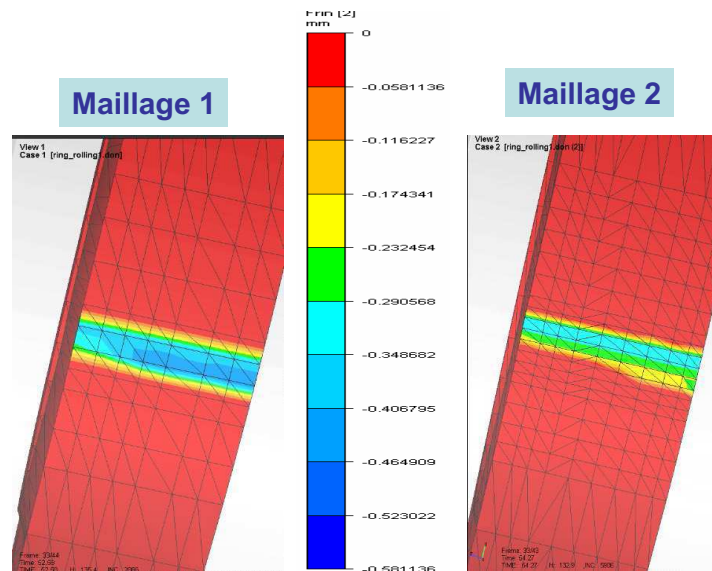 Maillage 1
View 1
Case 1 [ring_rolling1.don]
mm
0
-0.0581136
-0.116227
-0.174341
-0.232454
-0.290568
-0.348682
-0.406795
-0.464909
-0.523022
-0.581136
Maillage 2
View 2
Case 2 [ring_rolling1.don (2)]